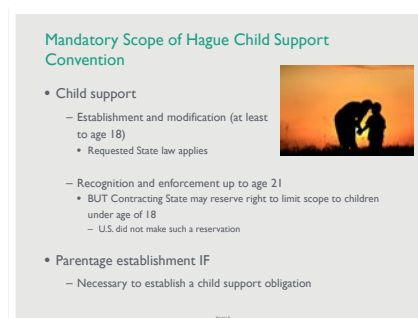 Mandatory Scope of Hague Child Support
Convention
• Child support
– Establishment and modification (at least
to age 18)
• Requested State law applies
– Recognition and enforcement up to age 21
• BUT Contracting State may reserve right to limit scope to children
under age of 18
– U.S. did not make such a reservation
• Parentage establishment IF
– Necessary to establish a child support obligation